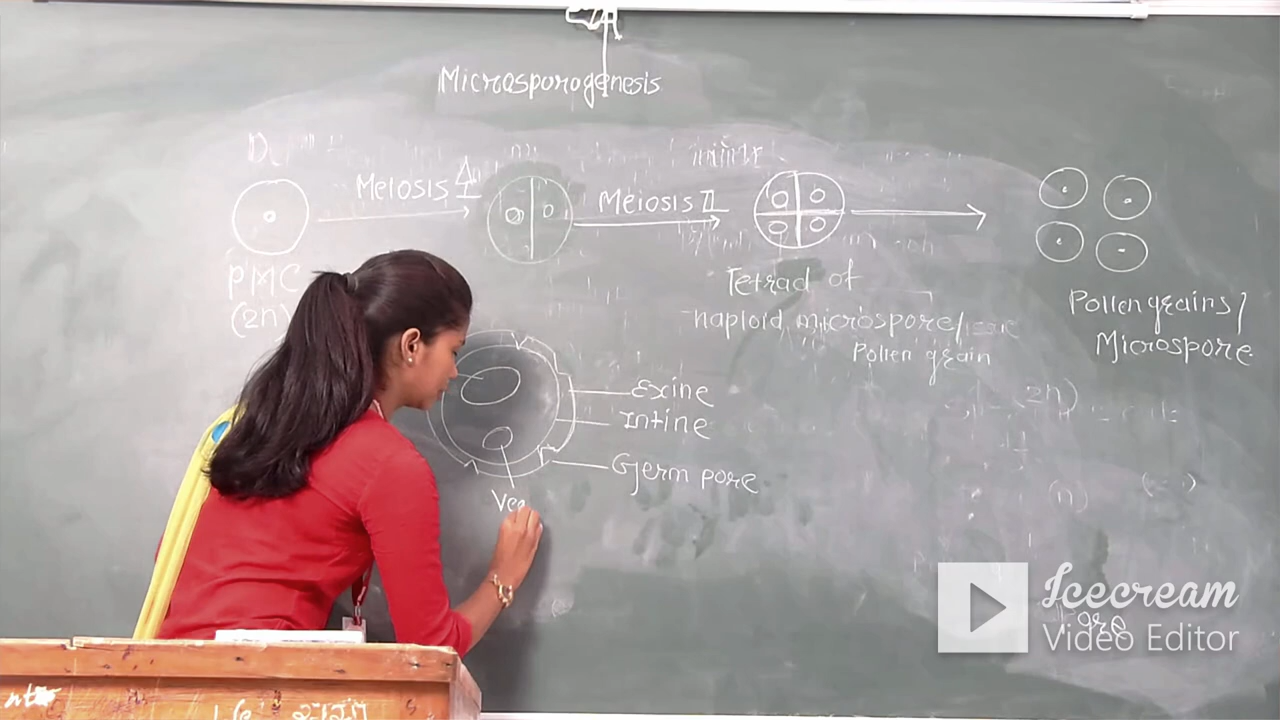 Microsporogenesis
Meiosis I
Meiosis II
PMC
(2n)
Tetrad of
haploid microspore/
Pollen grain
Pollen grains/
Microspore
Exine
Intine
Germ pore
Veg
(2n)
(n)
Icecream
Video Editor